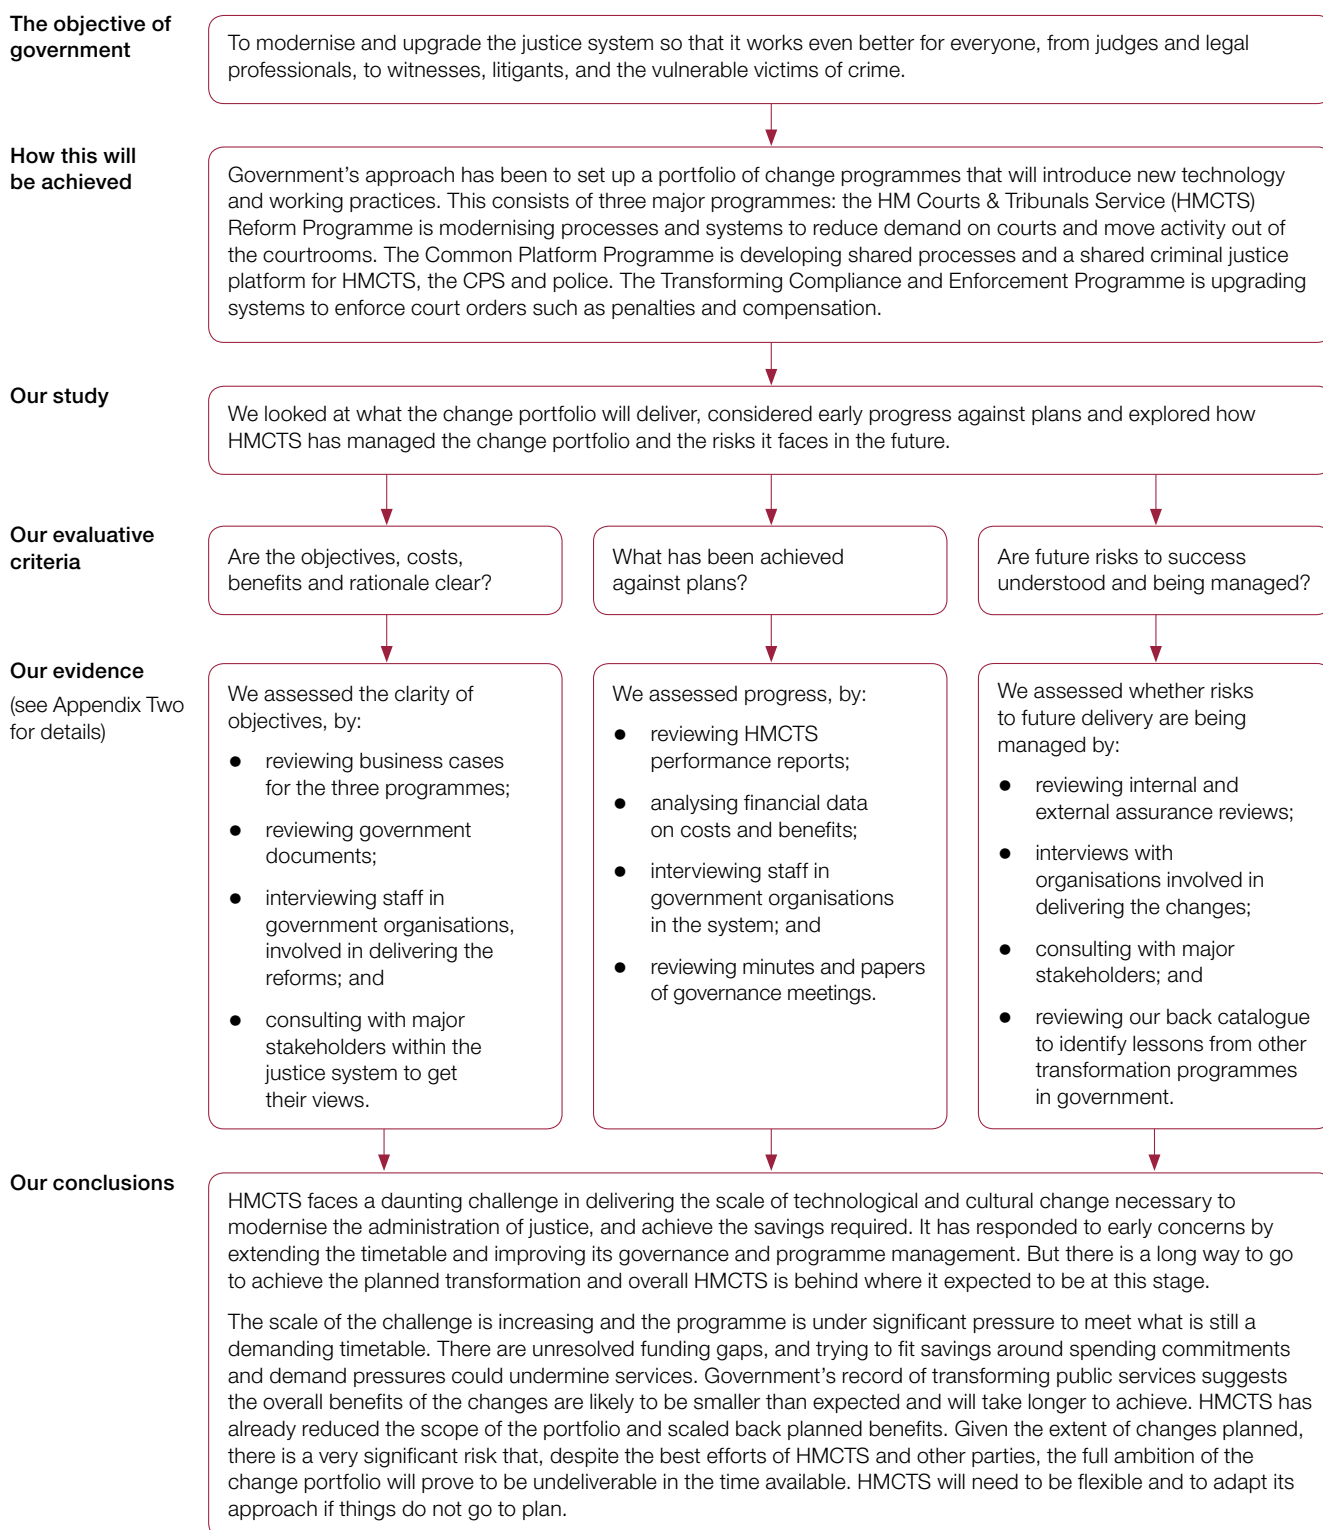 The objective of
government
To modernise and upgrade the justice system so that it works even better for everyone, from judges and legal
professionals, to witnesses, litigants, and the vulnerable victims of crime.
How this will
be achieved
Government’s approach has been to set up a portfolio of change programmes that will introduce new technology
and working practices. This consists of three major programmes: the HM Courts & Tribunals Service (HMCTS)
Reform Programme is modernising processes and systems to reduce demand on courts and move activity out of
the courtrooms. The Common Platform Programme is developing shared processes and a shared criminal justice
platform for HMCTS, the CPS and police. The Transforming Compliance and Enforcement Programme is upgrading
systems to enforce court orders such as penalties and compensation.
Our study
We looked at what the change portfolio will deliver, considered early progress against plans and explored how
HMCTS has managed the change portfolio and the risks it faces in the future.
Our evaluative
criteria
Are the objectives, costs,
benefits and rationale clear?
What has been achieved
against plans?
Are future risks to success
understood and being managed?
Our evidence
(see Appendix Two
for details)
We assessed the clarity of
objectives, by:
● reviewing business cases
for the three programmes;
● reviewing government
documents;
● interviewing staff in
government organisations,
involved in delivering the
reforms; and
● consulting with major
stakeholders within the
justice system to get
their views.
We assessed progress, by:
● reviewing HMCTS
performance reports;
● analysing financial data
on costs and benefits;
● interviewing staff in
government organisations
in the system; and
● reviewing minutes and papers
of governance meetings.
We assessed whether risks
to future delivery are being
managed by:
● reviewing internal and
external assurance reviews;
● interviews with
organisations involved in
delivering the changes;
● consulting with major
stakeholders; and
● reviewing our back catalogue
to identify lessons from other
transformation programmes
in government.
Our conclusions
HMCTS faces a daunting challenge in delivering the scale of technological and cultural change necessary to
modernise the administration of justice, and achieve the savings required. It has responded to early concerns by
extending the timetable and improving its governance and programme management. But there is a long way to go
to achieve the planned transformation and overall HMCTS is behind where it expected to be at this stage.
The scale of the challenge is increasing and the programme is under significant pressure to meet what is still a
demanding timetable. There are unresolved funding gaps, and trying to fit savings around spending commitments
and demand pressures could undermine services. Government’s record of transforming public services suggests
the overall benefits of the changes are likely to be smaller than expected and will take longer to achieve. HMCTS has
already reduced the scope of the portfolio and scaled back planned benefits. Given the extent of changes planned,
there is a very significant risk that, despite the best efforts of HMCTS and other parties, the full ambition of the
change portfolio will prove to be undeliverable in the time available. HMCTS will need to be flexible and to adapt its
approach if things do not go to plan.